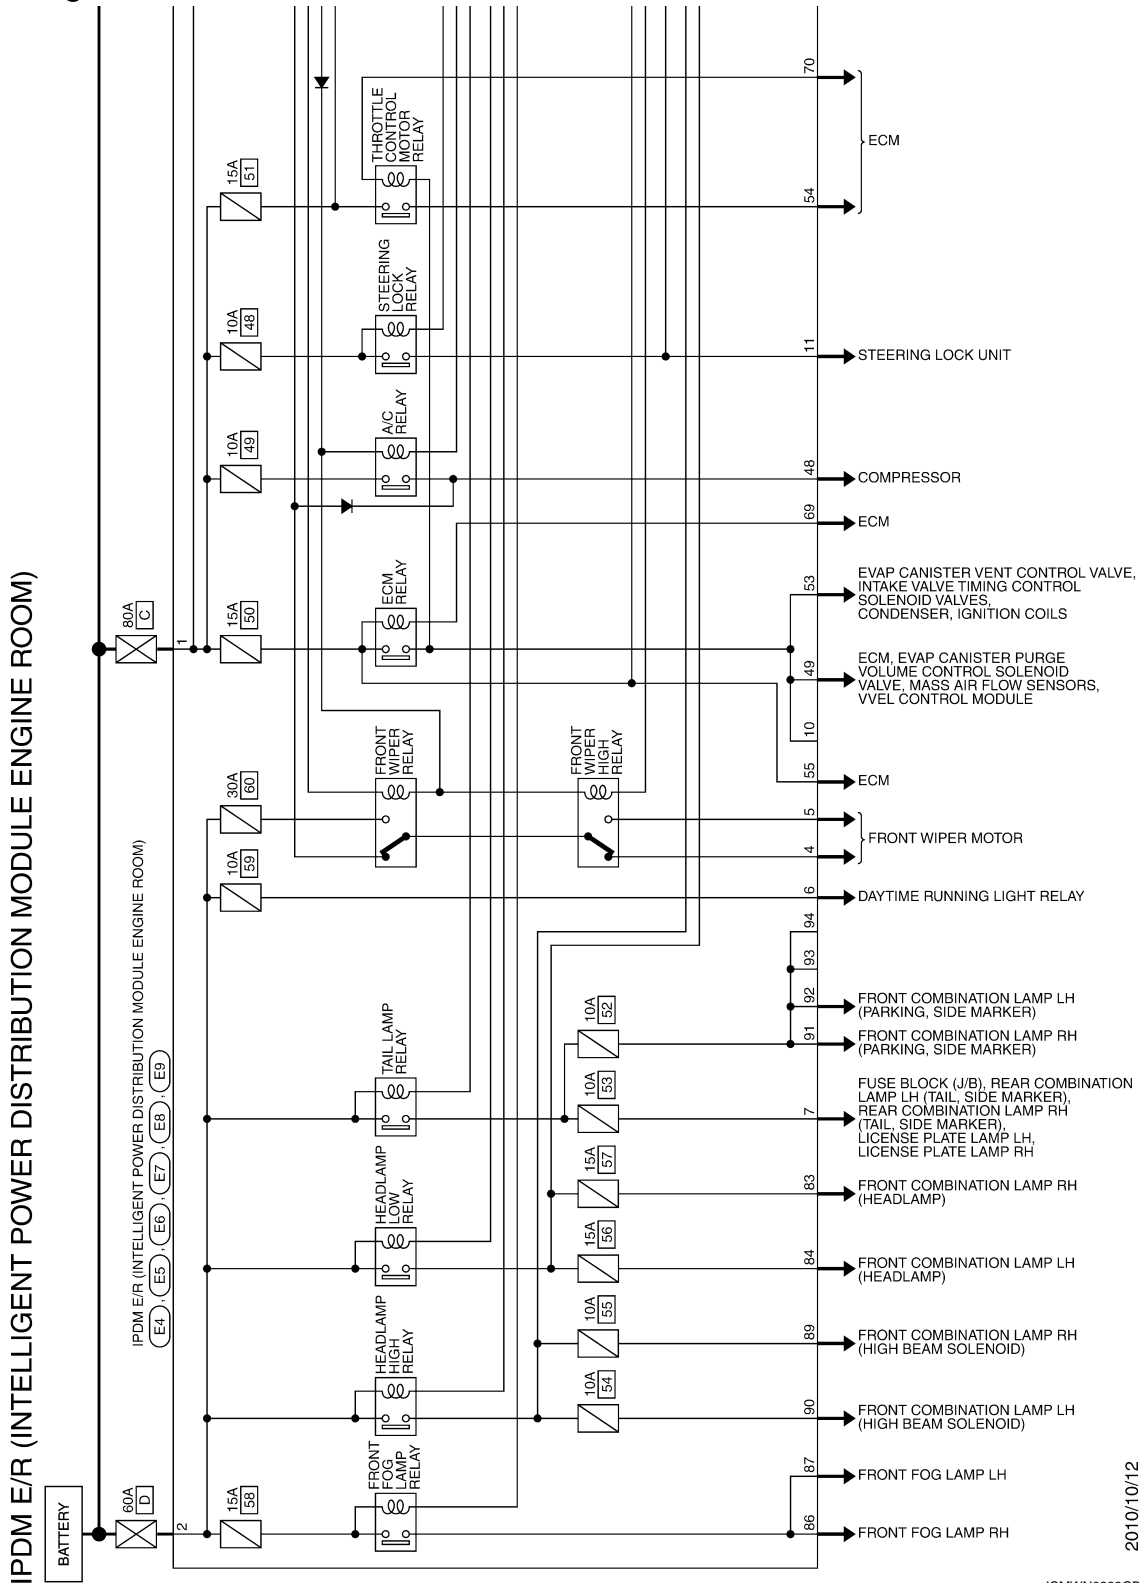 IPDM E/R (INTELLIGENT POWER DISTRIBUTION MODULE ENGINE ROOM)
BATTERY
80A
C
1
60A
D
2
IPDM E/R (INTELLIGENT POWER DISTRIBUTION MODULE ENGINE ROOM)
E4 , E5 , E6 , E7 , E8 , E9
15A
51
THROTTLE
CONTROL
MOTOR
RELAY
70
54
ECM
10A
48
STEERING
LOCK
RELAY
11
STEERING LOCK UNIT
10A
49
A/C
RELAY
48
COMPRESSOR
69
ECM
15A
50
ECM
RELAY
53
EVAP CANISTER VENT CONTROL VALVE,
INTAKE VALVE TIMING CONTROL
SOLENOID VALVES,
CONDENSER, IGNITION COILS
49
ECM, EVAP CANISTER PURGE
VOLUME CONTROL SOLENOID
VALVE, MASS AIR FLOW SENSORS,
VVEL CONTROL MODULE
10
55
ECM
30A
60
FRONT
WIPER
RELAY
FRONT
WIPER
HIGH
RELAY
5
4
FRONT WIPER MOTOR
10A
59
6
DAYTIME RUNNING LIGHT RELAY
94
93
TAIL LAMP
RELAY
10A
52
92
FRONT COMBINATION LAMP LH
(PARKING, SIDE MARKER)
91
FRONT COMBINATION LAMP RH
(PARKING, SIDE MARKER)
10A
53
7
FUSE BLOCK (J/B), REAR COMBINATION
LAMP LH (TAIL, SIDE MARKER),
REAR COMBINATION LAMP RH
(TAIL, SIDE MARKER),
LICENSE PLATE LAMP LH,
LICENSE PLATE LAMP RH
HEADLAMP
LOW
RELAY
15A
57
83
FRONT COMBINATION LAMP RH
(HEADLAMP)
15A
56
84
FRONT COMBINATION LAMP LH
(HEADLAMP)
HEADLAMP
HIGH
RELAY
10A
55
89
FRONT COMBINATION LAMP RH
(HIGH BEAM SOLENOID)
10A
54
90
FRONT COMBINATION LAMP LH
(HIGH BEAM SOLENOID)
15A
58
FRONT
FOG
LAMP
RELAY
87
FRONT FOG LAMP LH
86
FRONT FOG LAMP RH
2010/10/12